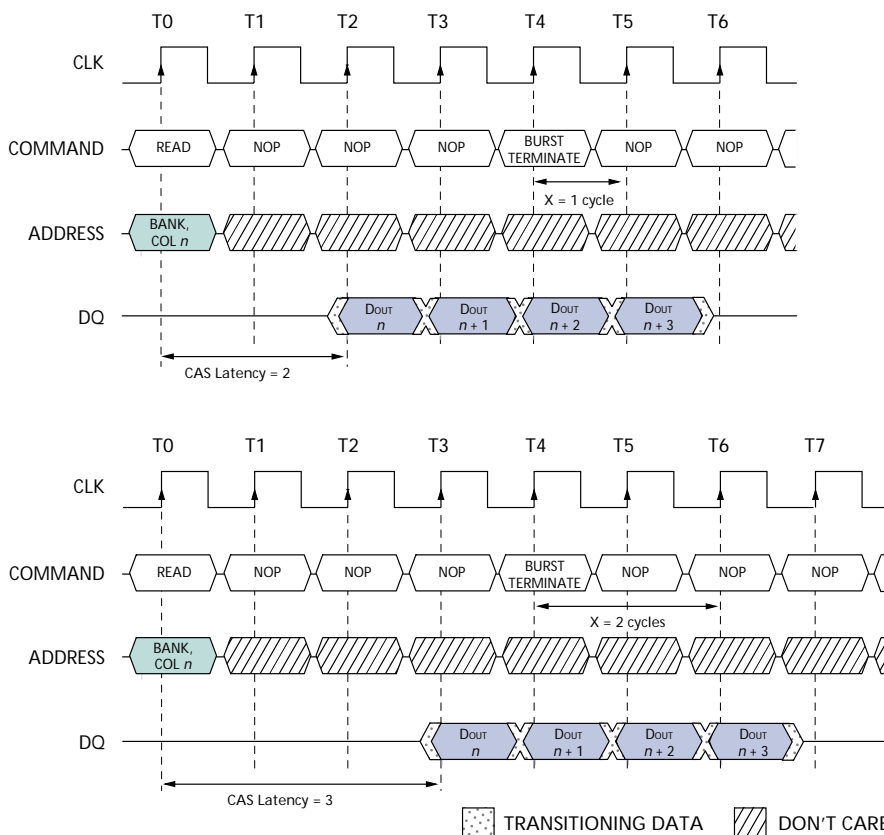 T0 T1 T2 T3 T4 T5 T6
CLK
COMMAND READ NOP NOP NOP BURST TERMINATE NOP NOP
X = 1 cycle
ADDRESS BANK, COL n
DQ DOUT n DOUT n + 1 DOUT n + 2 DOUT n + 3
CAS Latency = 2
T0 T1 T2 T3 T4 T5 T6 T7
CLK
COMMAND READ NOP NOP NOP BURST TERMINATE NOP NOP NOP
X = 2 cycles
ADDRESS BANK, COL n
DQ DOUT n DOUT n + 1 DOUT n + 2 DOUT n + 3
CAS Latency = 3
TRANSITIONING DATA DON'T CARE